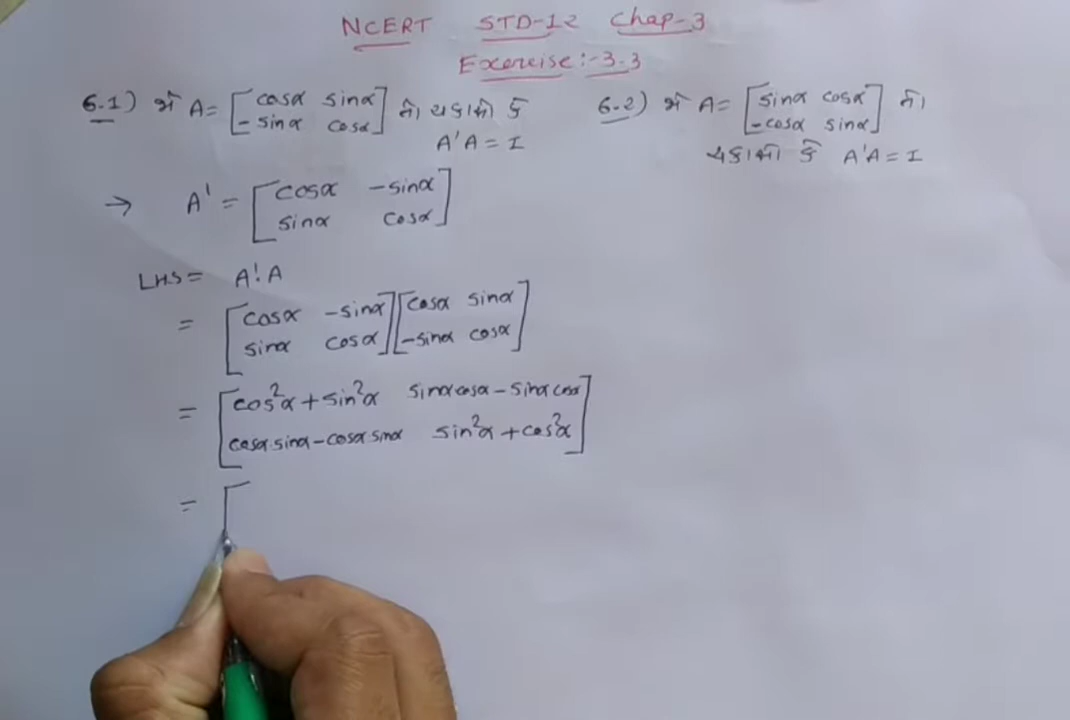 NCERT STD-12 Chap-3
Exercise:-3.3
6.1) જો A= [cosα sinα
-sinα cosα] તો ચકાસો કે
A'A = I
→ A' = [cosα -sinα
sinα cosα]
LHS = A'.A
= [cosα -sinα] [cosα sinα]
[sinα cosα] [-sinα cosα]
= [cos²α+sin²α sinαcosα-sinαcosα
cosα.sinα-cosα.sinα sin²α+cos²α]
= [
6.2) જો A= [sinα cosα] તો
[-cosα sinα]
ચકાસો કે A'A = I